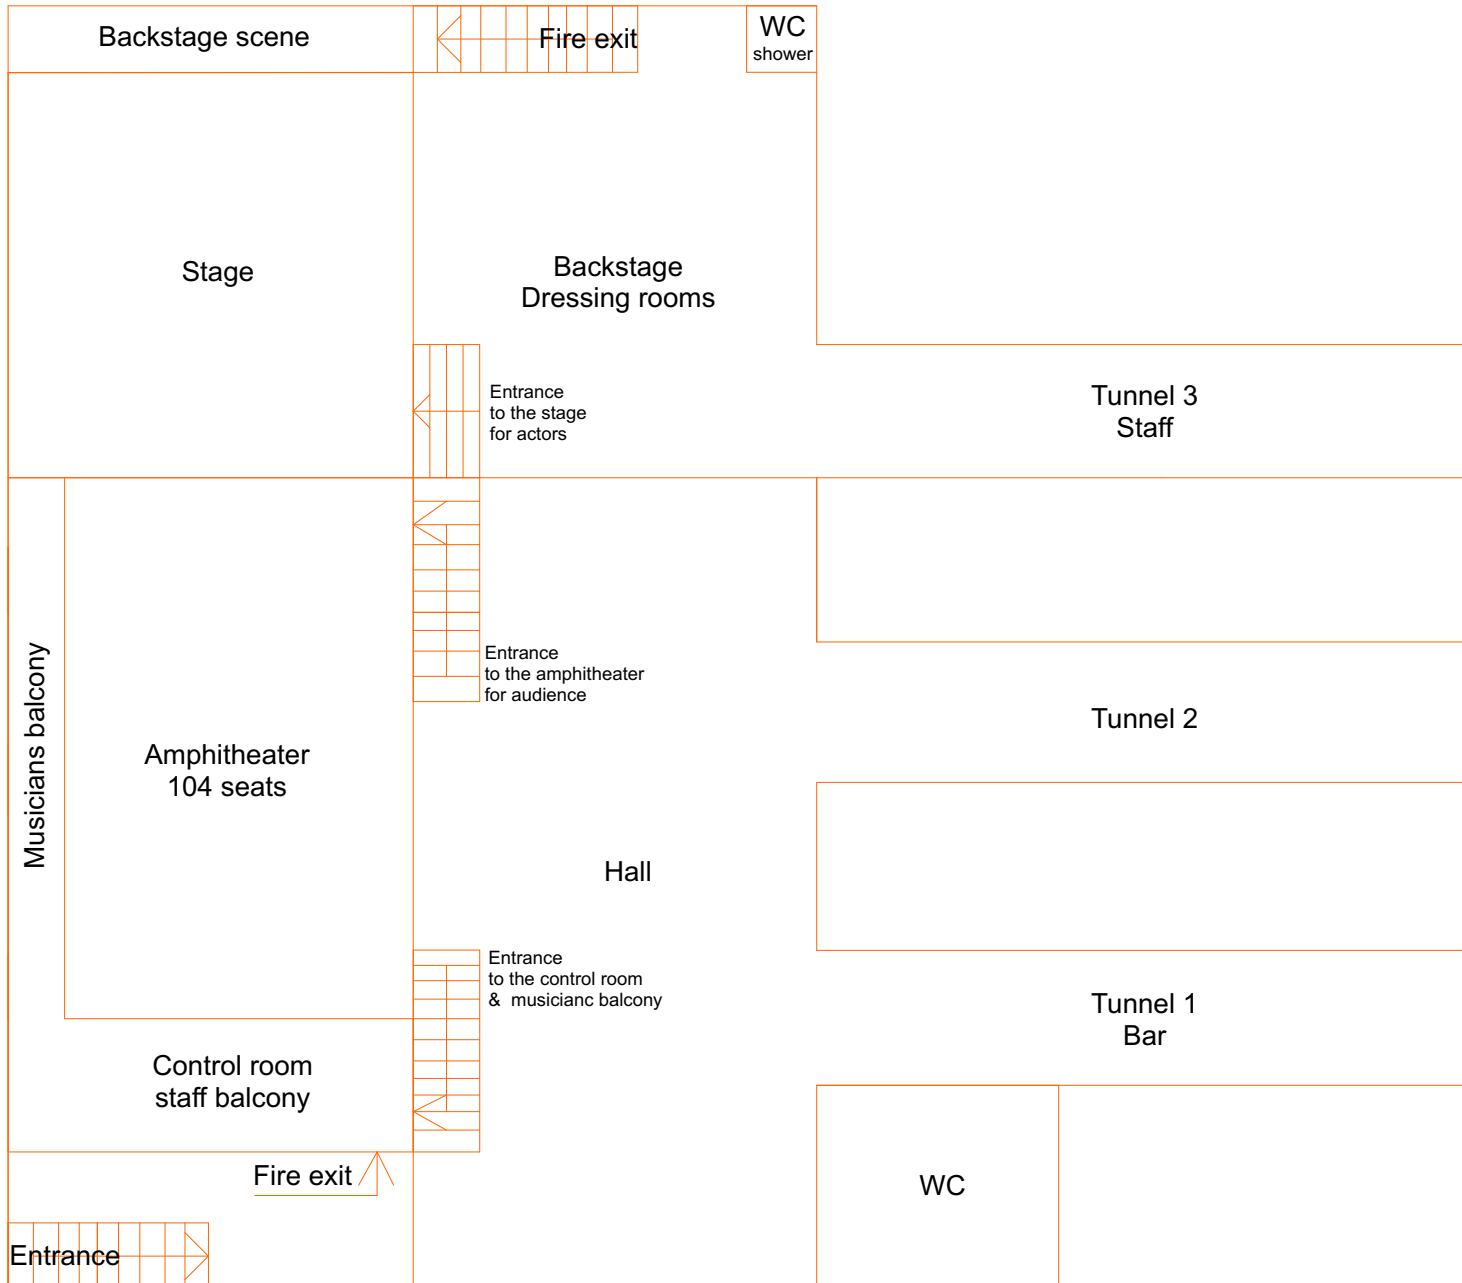 Backstage scene
Fire exit
WC
shower
Stage
Backstage
Dressing rooms
Entrance
to the stage
for actors
Tunnel 3
Staff
Musicians balcony
Entrance
to the amphitheater
for audience
Amphitheater
104 seats
Tunnel 2
Hall
Entrance
to the control room
& musicianc balcony
Tunnel 1
Bar
Control room
staff balcony
Fire exit
WC
Entrance